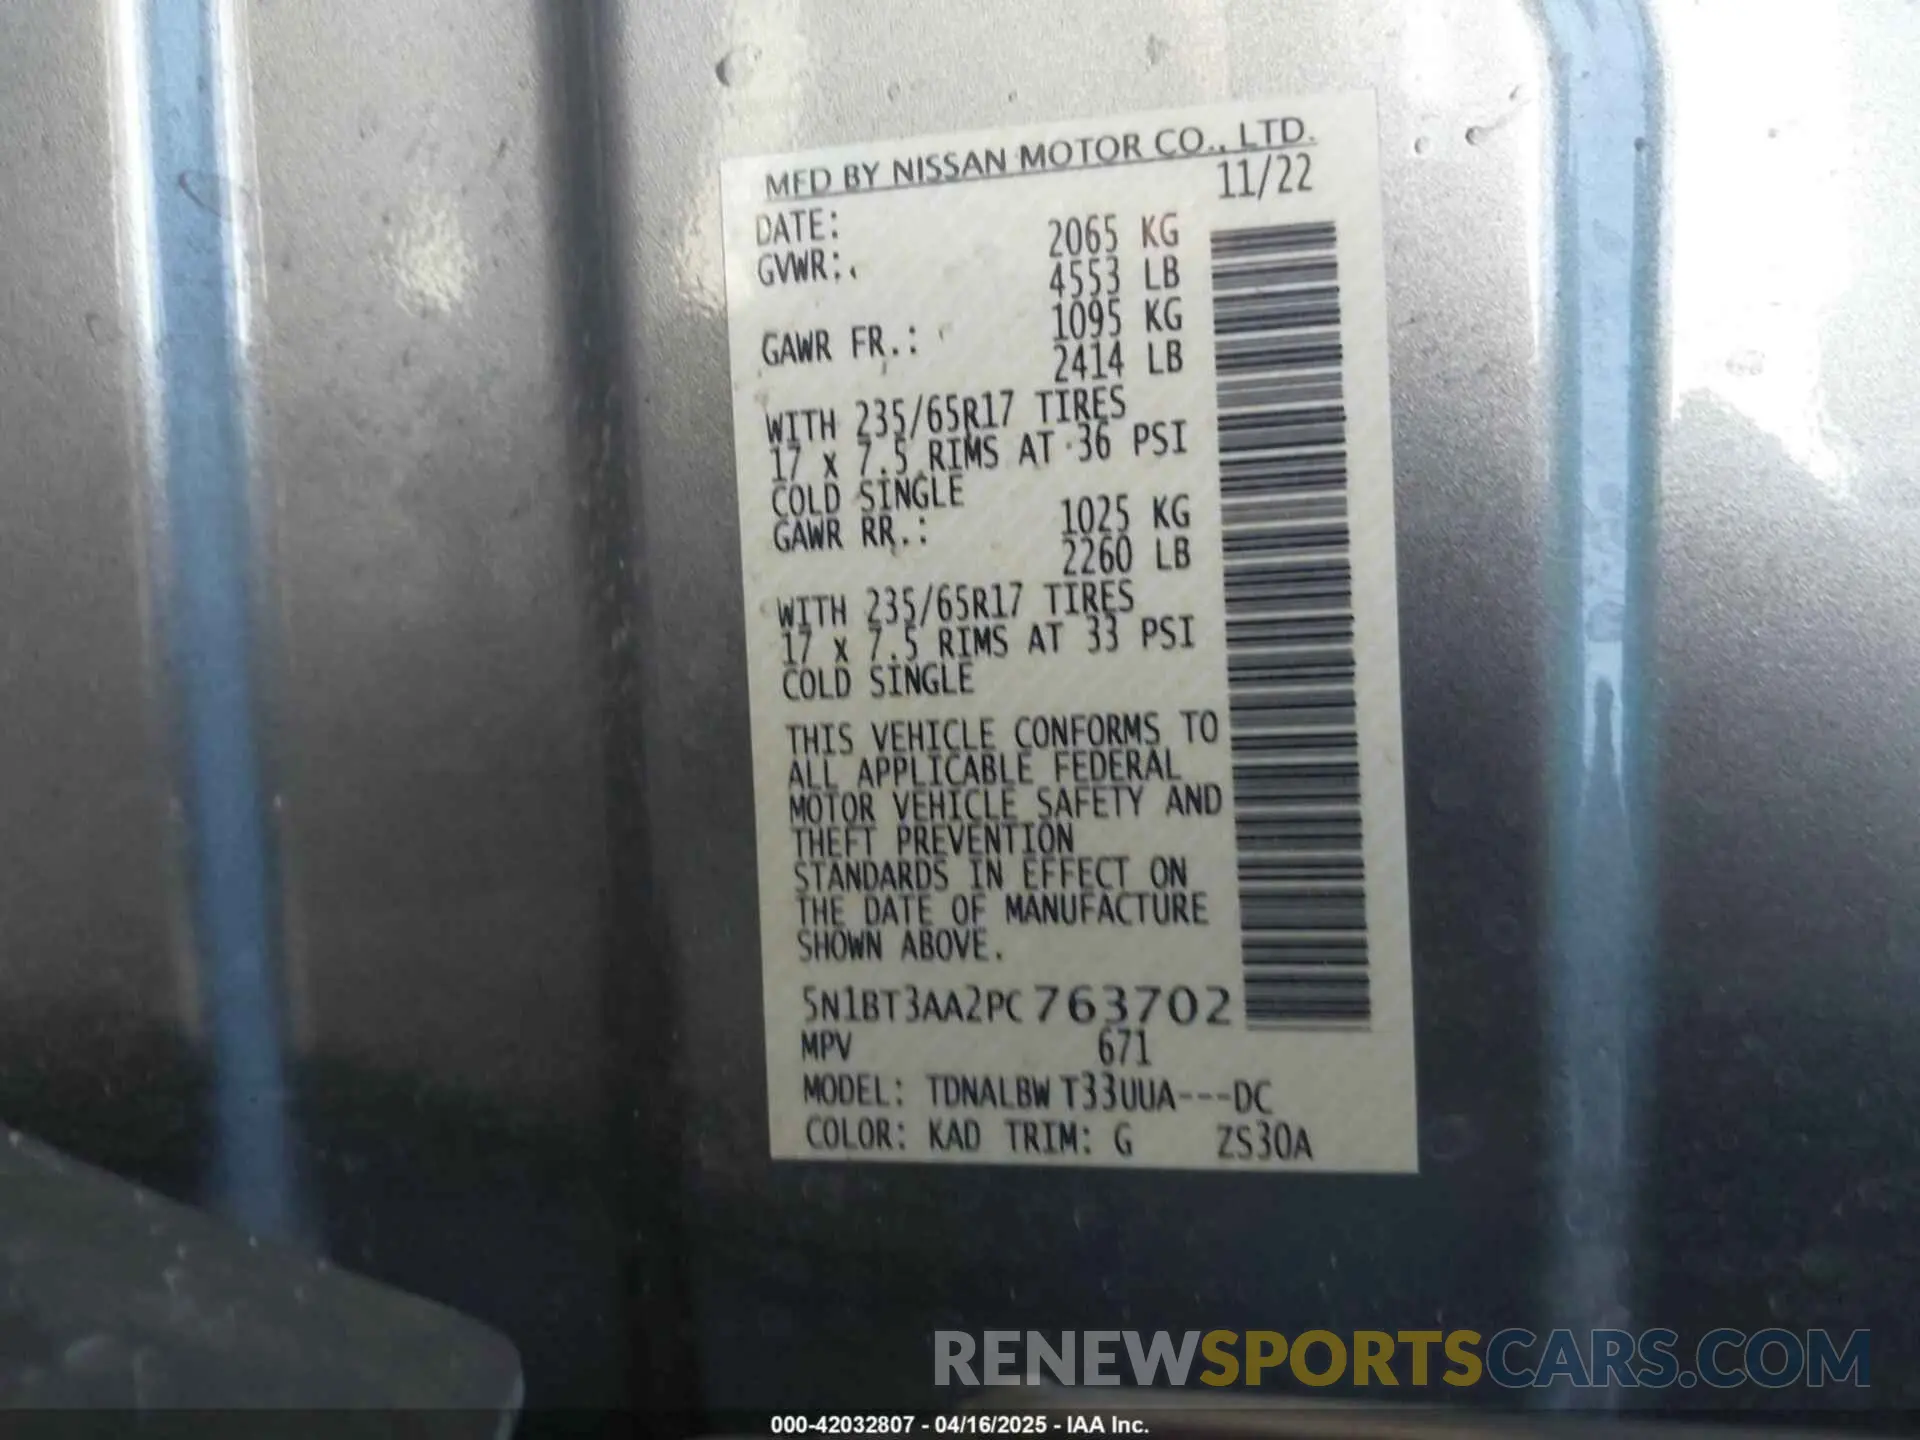 MFD BY NISSAN MOTOR CO., LTD.
DATE: 11/22
GVWR: 2065 KG
4553 LB
GAWR FR.: 1095 KG
2414 LB
WITH 235/65R17 TIRES
17 x 7.5 RIMS AT 36 PSI
COLD SINGLE
GAWR RR.: 1025 KG
2260 LB
WITH 235/65R17 TIRES
17 x 7.5 RIMS AT 33 PSI
COLD SINGLE
THIS VEHICLE CONFORMS TO
ALL APPLICABLE FEDERAL
MOTOR VEHICLE SAFETY AND
THEFT PREVENTION
STANDARDS IN EFFECT ON
THE DATE OF MANUFACTURE
SHOWN ABOVE.
5N1BT3AA2PC763702
MPV 671
MODEL: TDNALBW T33UUA---DC
COLOR: KAD TRIM: G ZS30A
RENEWSPORTSCARS.COM
000-42032807 - 04/16/2025 - IAA Inc.